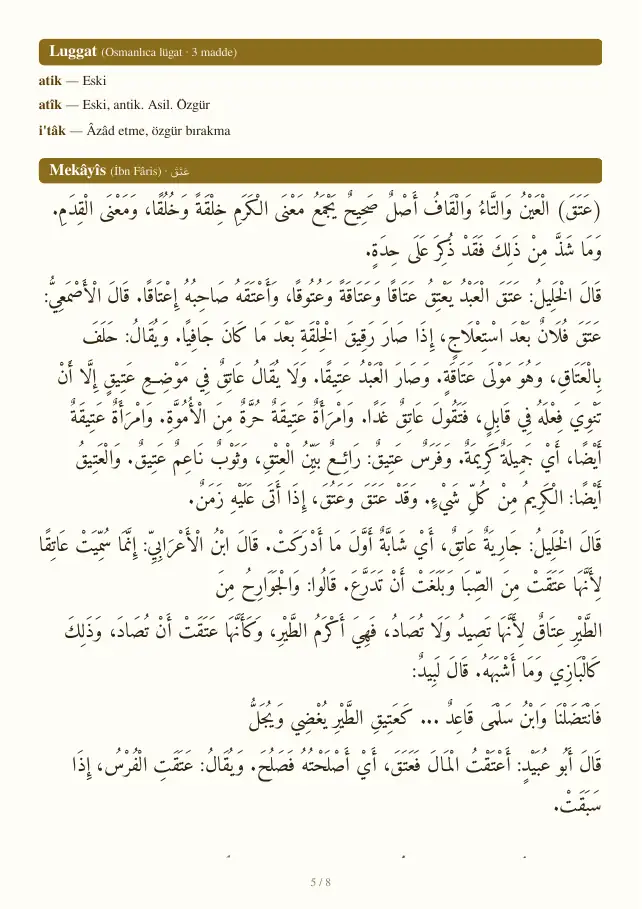 Luggat (Osmanlıca lügat · 3 madde)
atik — Eski
atîk — Eski, antik. Asil. Özgür
i'tâk — Âzâd etme, özgür bırakma
Mekâyîs (İbn Fâris) · عَتَقَ
(عَتَقَ) الْعَيْنُ وَالتَّاءُ وَالْقَافُ أَصْلٌ صَحِيحٌ يَجْمَعُ مَعْنَى الْكَرَمِ خِلْقَةً وَخُلُقًا، وَمَعْنَى الْقِدَمِ.
وَمَا شَذَّ مِنْ ذَلِكَ فَقَدْ ذُكِرَ عَلَى حِدَةٍ.
قَالَ الْخَلِيلُ: عَتَقَ الْعَبْدُ يَعْتِقُ عَتَاقًا وَعَتَاقَةً وَعُتُوقًا، وَأَعْتَقَهُ صَاحِبُهُ إِعْتَاقًا. قَالَ الْأَصْمَعِيُّ:
عَتَقَ فُلَانٌ بَعْدَ اسْتِعْلَاجٍ، إِذَا صَارَ رَقِيقَ الْخِلْقَةِ بَعْدَ مَا كَانَ جَافِيًا. وَيُقَالُ: حَلَفَ
بِالْعَتَاقِ، وَهُوَ مَوْلَى عَتَاقَةٍ. وَصَارَ الْعَبْدُ عَتِيقًا. وَلَا يُقَالُ عَاتِقٌ فِي مَوْضِعِ عَتِيقٍ إِلَّا أَنْ
تَنْوِيَ فِعْلَهُ فِي قَابِلٍ، فَتَقُولَ عَاتِقٌ غَدًا. وَامْرَأَةٌ عَتِيقَةٌ حُرَّةٌ مِنَ الْأُمُوَّةِ. وَامْرَأَةٌ عَتِيقَةٌ
أَيْضًا، أَيْ جَمِيلَةٌ كَرِيمَةٌ. وَفَرَسٌ عَتِيقٌ: رَائِعٌ بَيِّنُ الْعِتْقِ، وَثَوْبٌ نَاعِمٌ عَتِيقٌ. وَالْعَتِيقُ
أَيْضًا: الْكَرِيمُ مِنْ كُلِّ شَيْءٍ. وَقَدْ عَتَقَ وَعَتُقَ، إِذَا أَتَى عَلَيْهِ زَمَنٌ.
قَالَ الْخَلِيلُ: جَارِيَةٌ عَاتِقٌ، أَيْ شَابَّةٌ أَوَّلَ مَا أَدْرَكَتْ. قَالَ ابْنُ الْأَعْرَابِيِّ: إِنَّمَا سُمِّيَتْ عَاتِقًا
لِأَنَّهَا عَتَقَتْ مِنَ الصِّبَا وَبَلَغَتْ أَنْ تَدَرَّعَ. قَالُوا: وَالْجَوَارِحُ مِنَ
الطَّيْرِ عِتَاقٌ لِأَنَّهَا تَصِيدُ وَلَا تُصَادُ، فَهِيَ أَكْرَمُ الطَّيْرِ، وَكَأَنَّهَا عَتَقَتْ أَنْ تُصَادَ، وَذَلِكَ
كَالْبَازِي وَمَا أَشْبَهَهُ. قَالَ لَبِيدٌ:
فَانْتَضَلْنَا وَابْنُ سَلْمَى قَاعِدٌ ... كَعَتِيقِ الطَّيْرِ يُغْضِي وَيُجَلُّ
قَالَ أَبُو عُبَيْدٍ: أَعْتَقْتُ الْمَالَ فَعَتَقَ، أَيْ أَصْلَحْتُهُ فَصَلُحَ. وَيُقَالُ: عَتَقَتِ الْفُرْسُ، إِذَا
سَبَقَتْ.
5 / 8